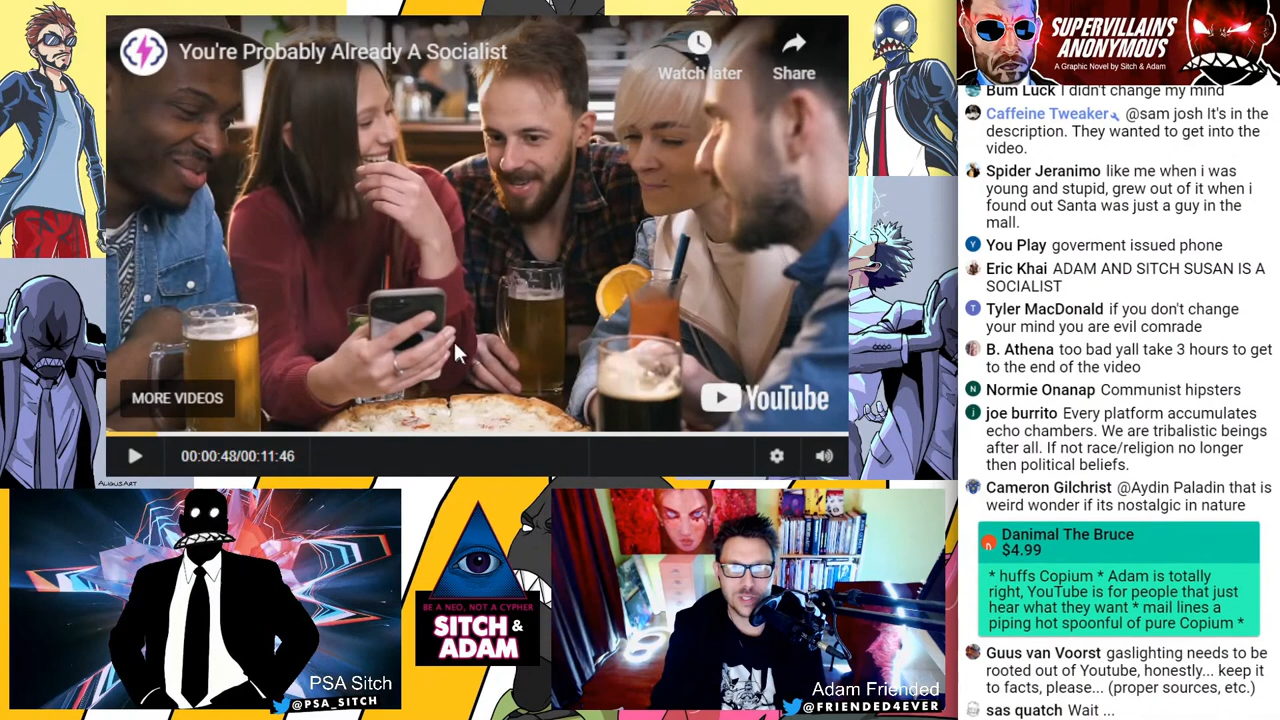 You're Probably Already A Socialist
Watch later
Share
MORE VIDEOS
YouTube
00:00:48/00:11:46
ALIGUSART
PSA Sitch
@PSA_SITCH
BE A NEO, NOT A CYPHER
SITCH &
ADAM
Adam Friended
@FRIENDED4EVER
SUPERVILLAINS
ANONYMOUS
A Graphic Novel by Sitch & Adam
Bum Luck I didn't change my mind
Caffeine Tweaker @sam josh It's in the
description. They wanted to get into the
video.
Spider Jeranimo like me when i was
young and stupid, grew out of it when i
found out Santa was just a guy in the
mall.
You Play goverment issued phone
Eric Khai ADAM AND SITCH SUSAN IS A
SOCIALIST
Tyler MacDonald if you don't change
your mind you are evil comrade
B. Athena too bad yall take 3 hours to get
to the end of the video
Normie Onanap Communist hipsters
joe burrito Every platform accumulates
echo chambers. We are tribalistic beings
after all. If not race/religion no longer
then political beliefs.
Cameron Gilchrist @Aydin Paladin that is
weird wonder if its nostalgic in nature
Danimal The Bruce
$4.99
* huffs Copium * Adam is totally
right, YouTube is for people that just
hear what they want * mail lines a
piping hot spoonful of pure Copium *
Guus van Voorst gaslighting needs to be
rooted out of Youtube, honestly... keep it
to facts, please... (proper sources, etc.)
sas quatch Wait ...